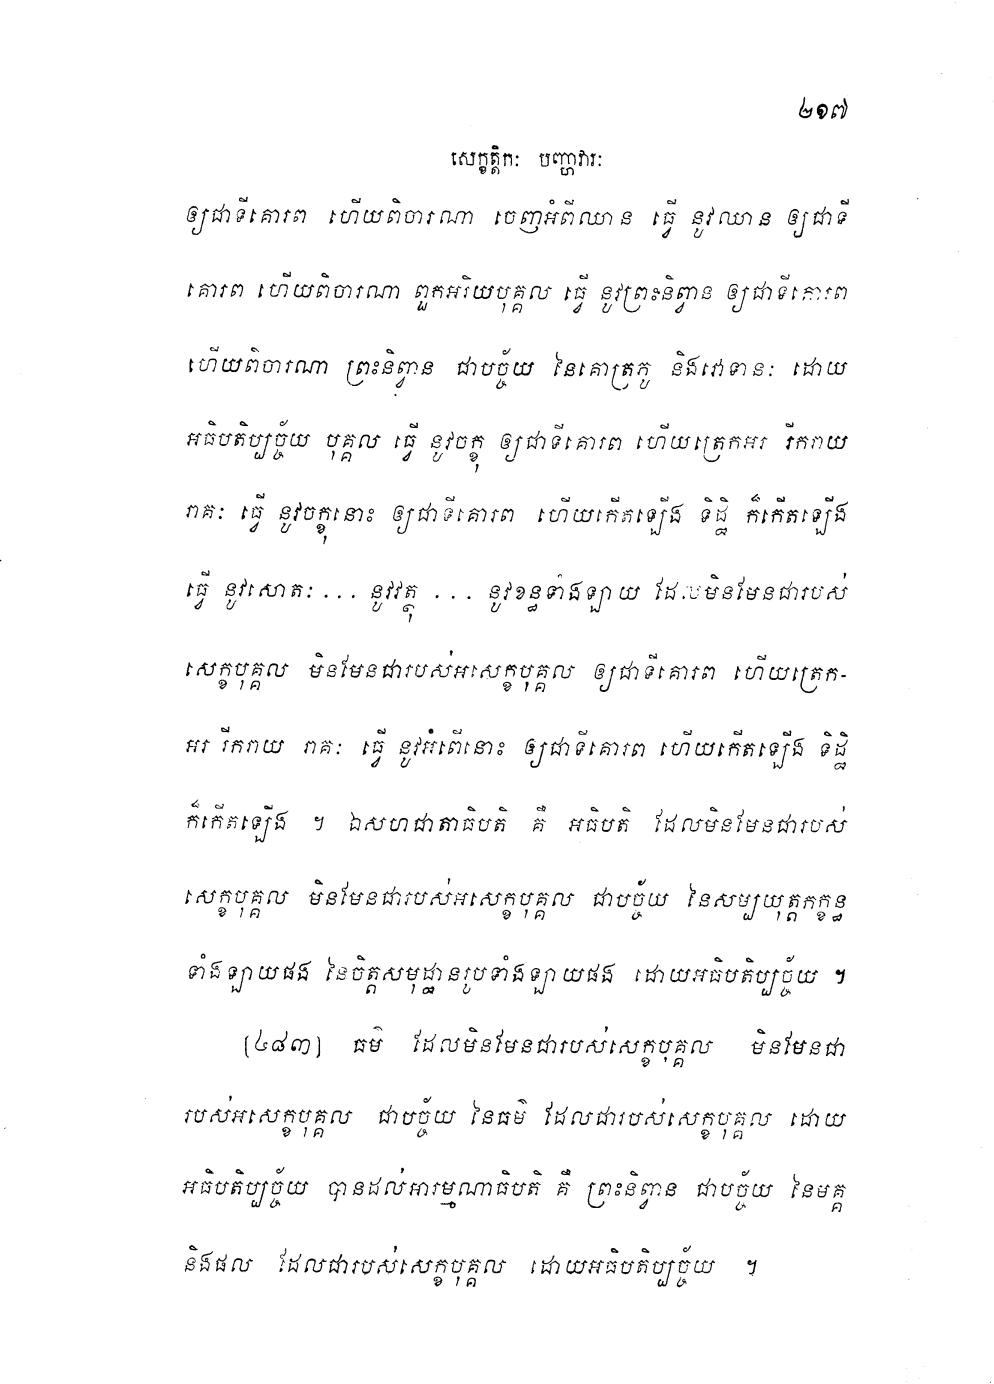 ២១៧
សេក្ខត្តិកៈ បញ្ហាវារៈ
ឲ្យជាទីគោរព ហើយពិចារណា ចេញអំពីឈាន ធ្វើ នូវឈាន ឲ្យជាទី
គោរព ហើយពិចារណា ពួកអរិយបុគ្គល ធ្វើ នូវព្រះនិព្វាន ឲ្យជាទីគោរព
ហើយពិចារណា ព្រះនិព្វាន ជាបច្ច័យ នៃគោត្រភូ និងវោទានៈ ដោយ
អធិបតិប្បច្ច័យ បុគ្គល ធ្វើ នូវចក្ខុ ឲ្យជាទីគោរព ហើយត្រេកអរ រីករាយ
រាគៈ ធ្វើ នូវចក្ខុនោះ ឲ្យជាទីគោរព ហើយកើតឡើង ទិដ្ឋិ ក៏កើតឡើង
ធ្វើ នូវសោតៈ ... នូវវត្ថុ ... នូវខន្ធទាំងឡាយ ដែលមិនមែនជារបស់
សេក្ខបុគ្គល មិនមែនជារបស់អសេក្ខបុគ្គល ឲ្យជាទីគោរព ហើយត្រេក-
អរ រីករាយ រាគៈ ធ្វើ នូវអំពើនោះ ឲ្យជាទីគោរព ហើយកើតឡើង ទិដ្ឋិ
ក៏កើតឡើង ។ ឯសហជាតាធិបតិ គឺ អធិបតិ ដែលមិនមែនជារបស់
សេក្ខបុគ្គល មិនមែនជារបស់អសេក្ខបុគ្គល ជាបច្ច័យ នៃសម្បយុត្តកក្ខន្ធ
ទាំងឡាយផង នៃចិត្តសមុដ្ឋានរូបទាំងឡាយផង ដោយអធិបតិប្បច្ច័យ ។
(៤៨៣) ធម៌ ដែលមិនមែនជារបស់សេក្ខបុគ្គល មិនមែនជា
របស់អសេក្ខបុគ្គល ជាបច្ច័យ នៃធម៌ ដែលជារបស់សេក្ខបុគ្គល ដោយ
អធិបតិប្បច្ច័យ បានដល់អារម្មណាធិបតិ គឺ ព្រះនិព្វាន ជាបច្ច័យ នៃមគ្គ
និងផល ដែលជារបស់សេក្ខបុគ្គល ដោយអធិបតិប្បច្ច័យ ។